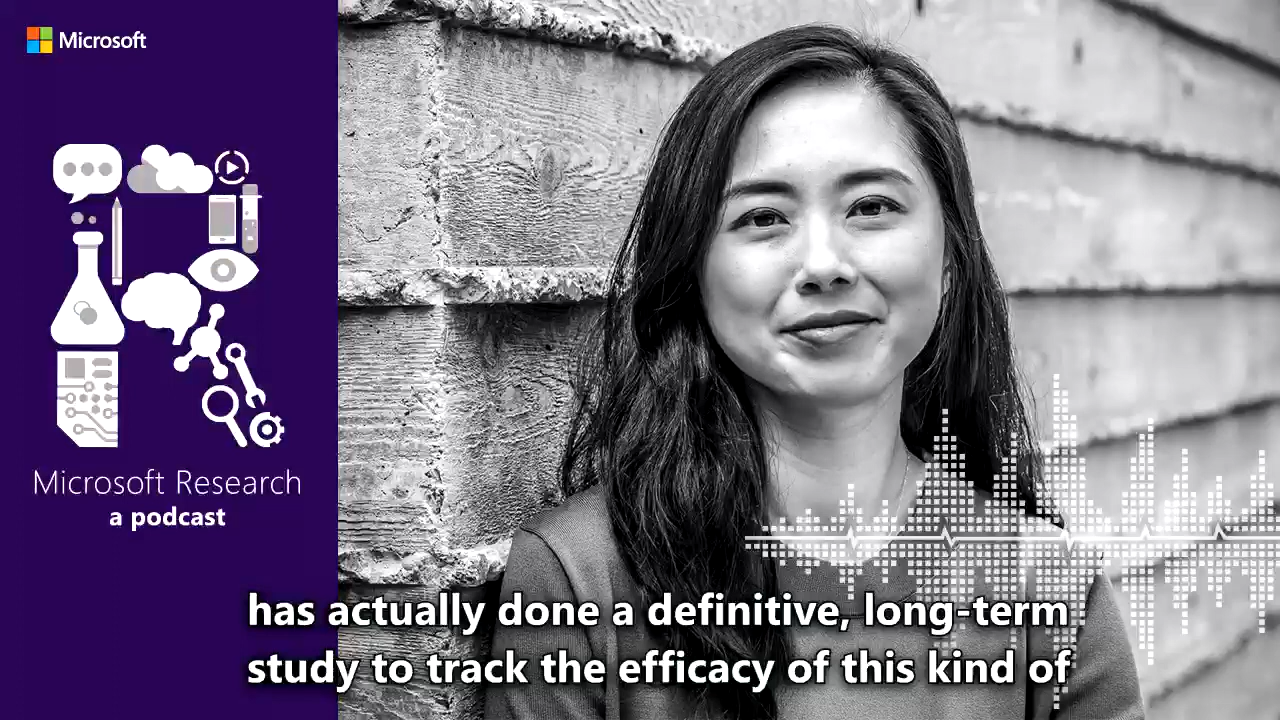 Microsoft
Microsoft Research
a podcast
has actually done a definitive, long-term
study to track the efficacy of this kind of